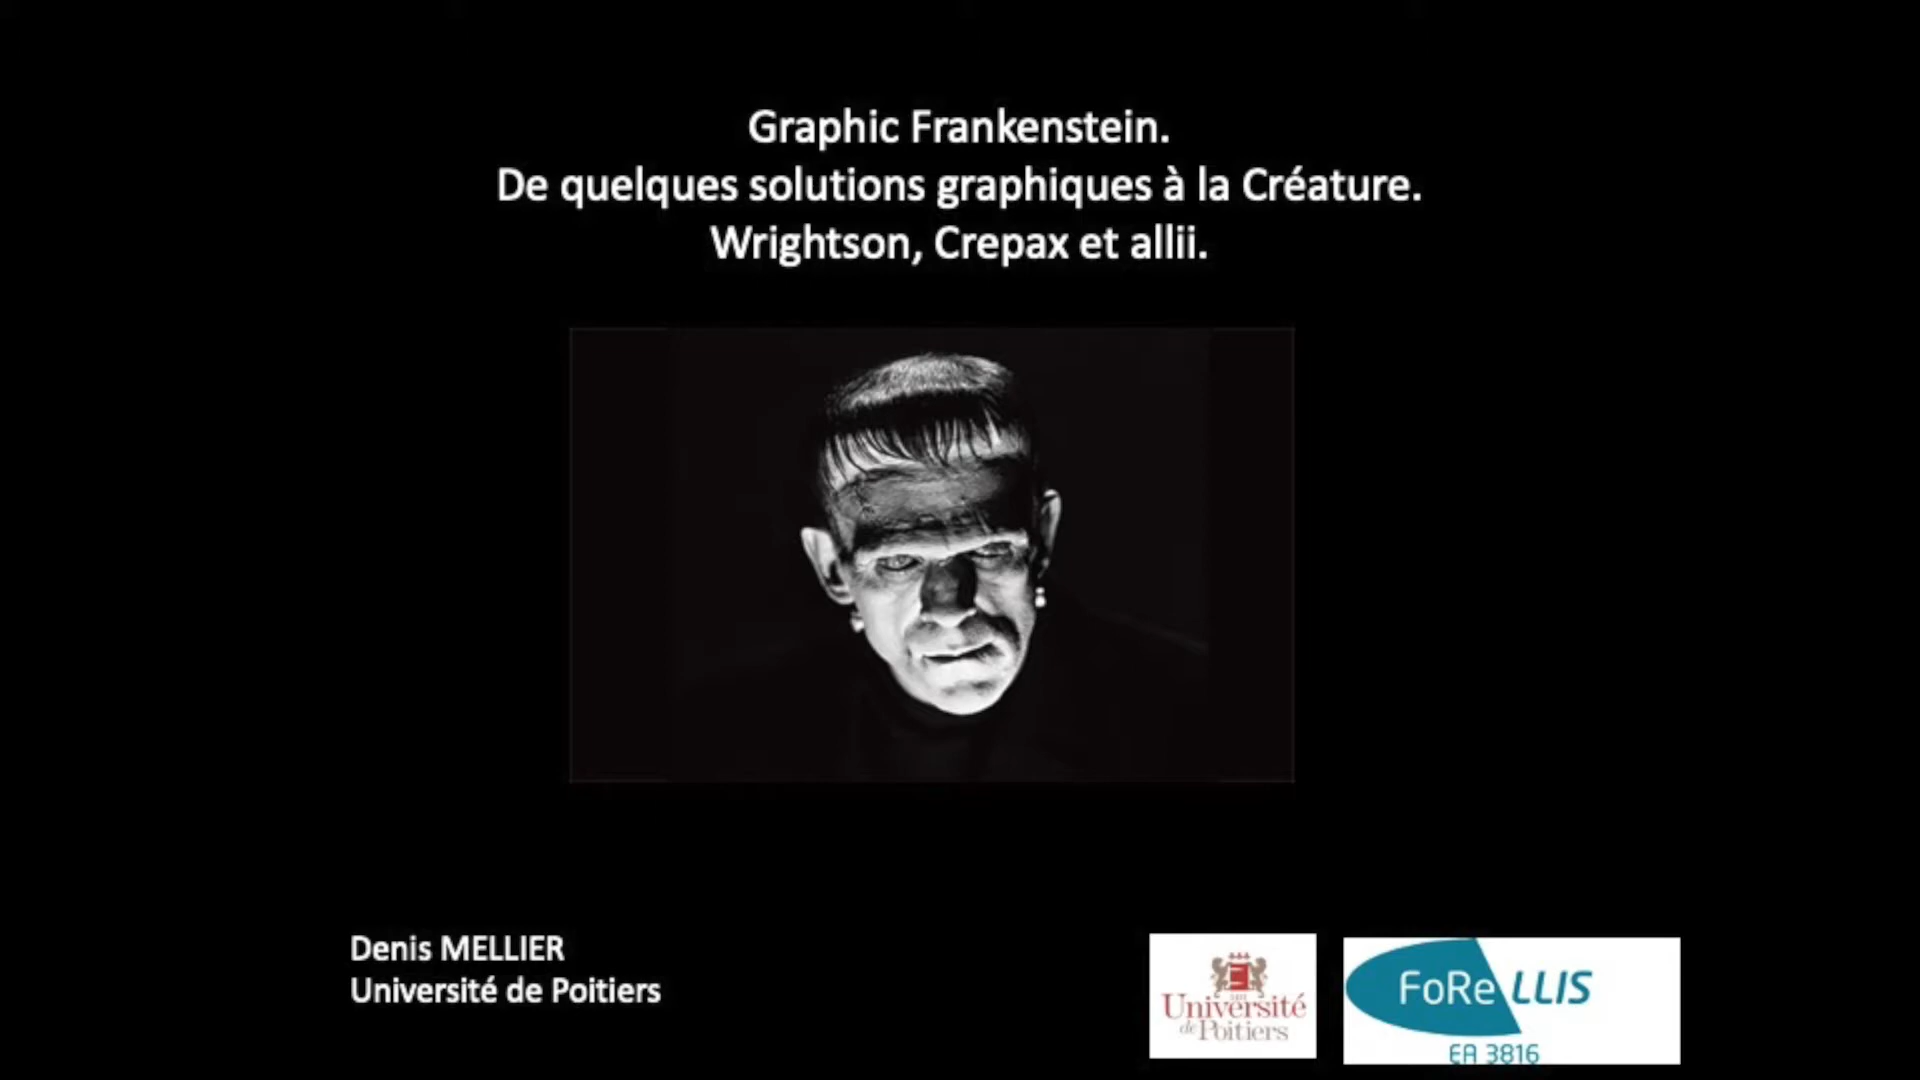 Graphic Frankenstein.
De quelques solutions graphiques à la Créature.
Wrightson, Crepax et allii.
Denis MELLIER
Université de Poitiers
Université
de Poitiers
FoReLLIS
EA 3816